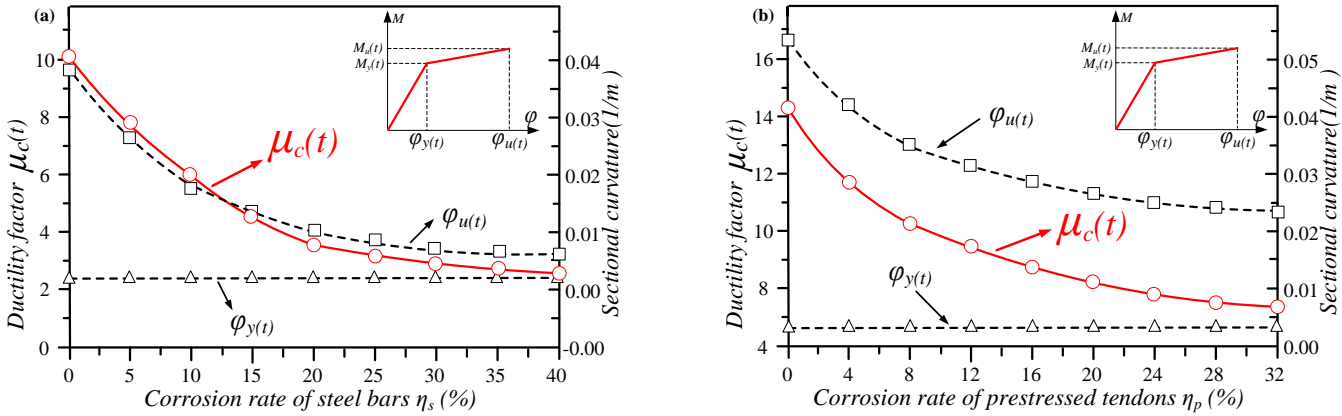 (a)
10
8
6
4
2
0
Ductility factor μc(t)
0.04
0.03
0.02
0.01
0.00
-0.00
Sectional curvature(1/m)
0 5 10 15 20 25 30 35 40
Corrosion rate of steel bars ηs (%)
M
Mu(t)
My(t)
φy(t) φu(t) φ
μc(t)
φu(t)
φy(t)
(b)
16
14
12
10
8
6
4
Ductility factor μc(t)
0.05
0.04
0.03
0.02
0.01
0.00
Sectional curvature(1/m)
0 4 8 12 16 20 24 28 32
Corrosion rate of prestressed tendons ηp (%)
M
Mu(t)
My(t)
φy(t) φu(t) φ
φu(t)
μc(t)
φy(t)